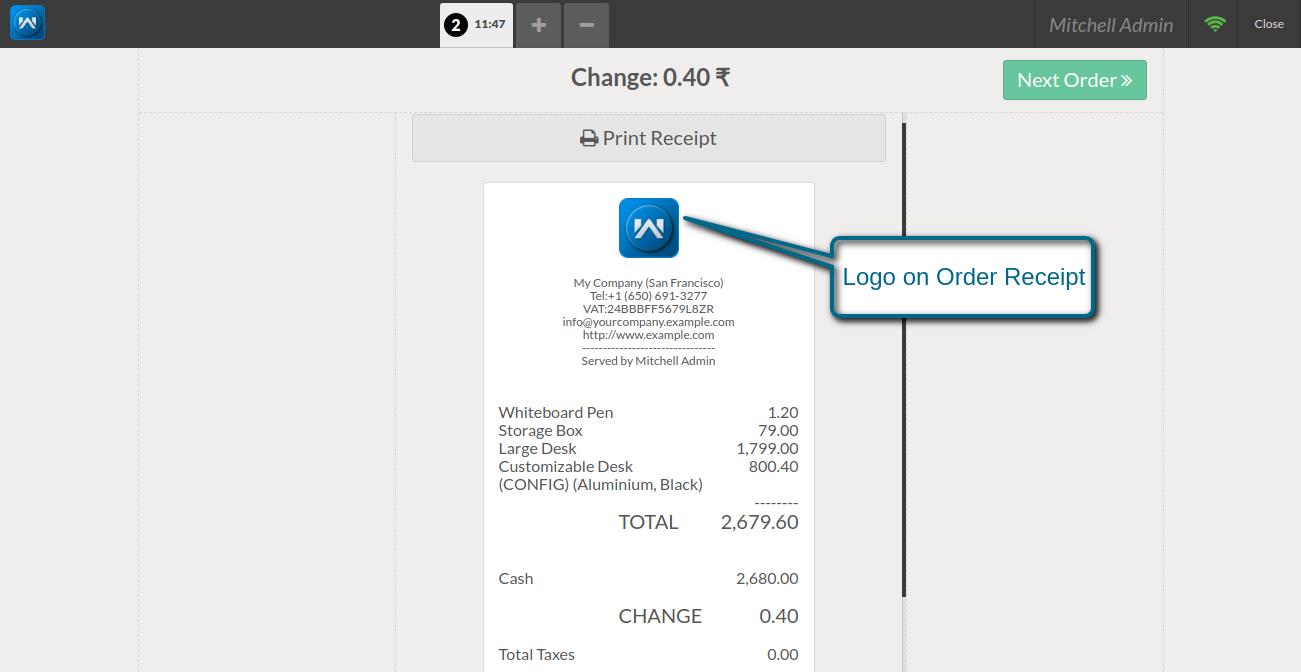 2 11:47 + −
Mitchell Admin
Close
Change: 0.40 ₹
Next Order »
Print Receipt
Logo on Order Receipt
My Company (San Francisco)
Tel:+1 (650) 691-3277
VAT:24BBBFF5679L8ZR
info@yourcompany.example.com
http://www.example.com
--------------------------------
Served by Mitchell Admin
Whiteboard Pen 1.20
Storage Box 79.00
Large Desk 1,799.00
Customizable Desk 800.40
(CONFIG) (Aluminium, Black)
--------
TOTAL 2,679.60
Cash 2,680.00
CHANGE 0.40
Total Taxes 0.00